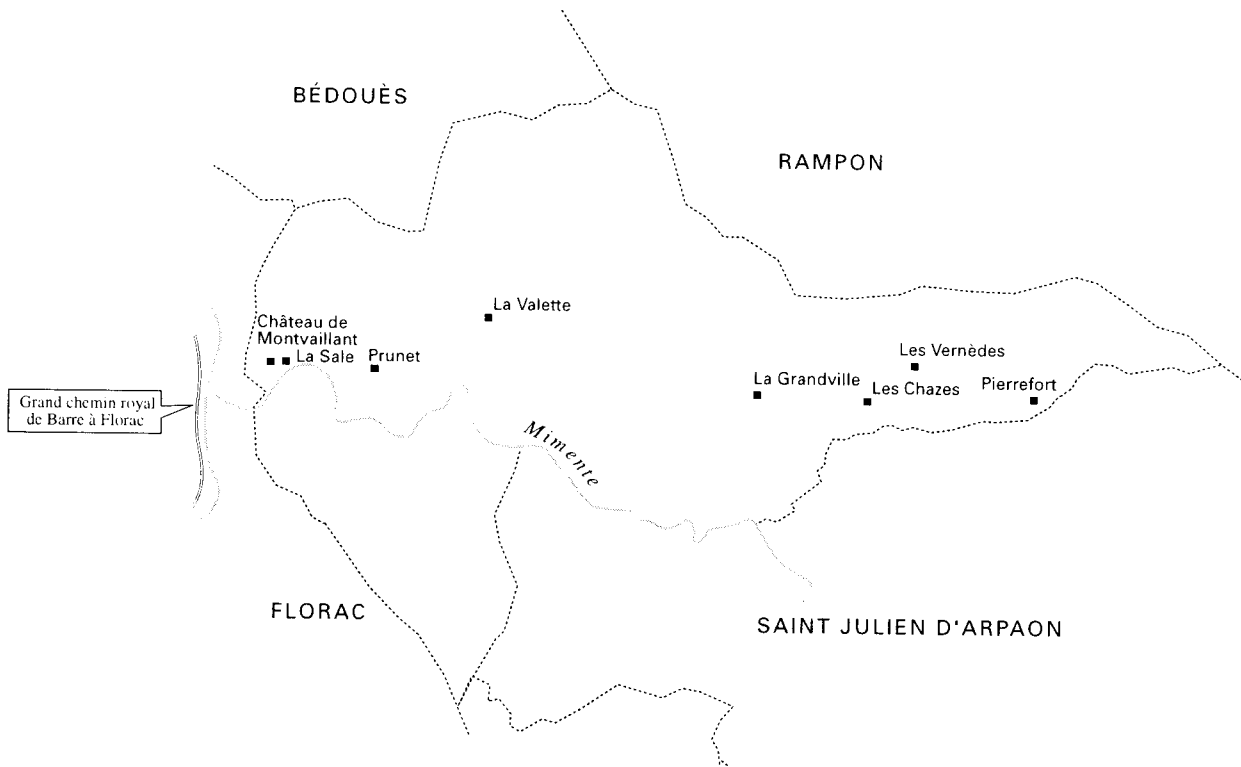 BÉDOUÈS
RAMPON
La Valette
Château de
Montvaillant
La Sale
Prunet
Les Vernèdes
La Grandville
Les Chazes
Pierrefort
Grand chemin royal
de Barre à Florac
Mimente
FLORAC
SAINT JULIEN D'ARPAON